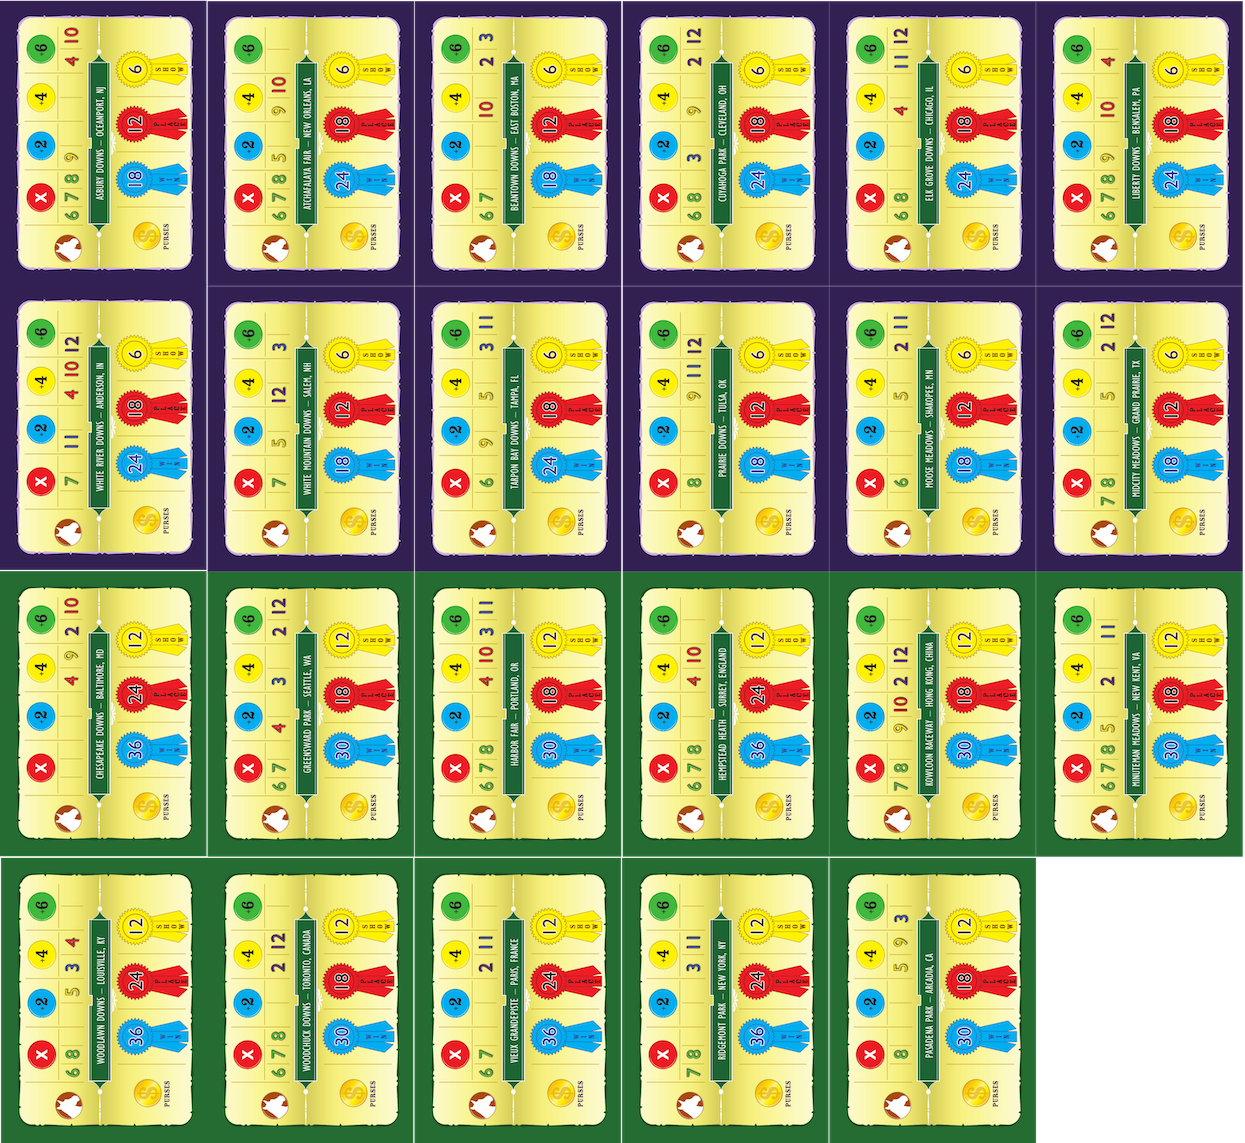 X +2 +4 +6
6 7 8 9 4 10
ASBURY DOWNS – OCEANPORT, NJ
$ 18 12 6
PURSES WIN PLACE SHOW
X +2 +4 +6
6 7 8 5 9 10
ATCHAFALAYA FAIR – NEW ORLEANS, LA
$ 24 18 6
PURSES WIN PLACE SHOW
X +2 +4 +6
6 7 10 2 3
BEANTOWN DOWNS – EAST BOSTON, MA
$ 18 12 6
PURSES WIN PLACE SHOW
X +2 +4 +6
6 8 3 9 2 12
CUYAHOGA PARK – CLEVELAND, OH
$ 24 18 6
PURSES WIN PLACE SHOW
X +2 +4 +6
6 8 4 11 12
ELK GROVE DOWNS – CHICAGO, IL
$ 24 18 6
PURSES WIN PLACE SHOW
X +2 +4 +6
6 7 8 9 10 4
LIBERTY DOWNS – BENSALEM, PA
$ 24 18 6
PURSES WIN PLACE SHOW
X +2 +4 +6
7 11 4 10 12
WHITE RIVER DOWNS – ANDERSON, IN
$ 24 18 6
PURSES WIN PLACE SHOW
X +2 +4 +6
7 5 12 3
WHITE MOUNTAIN DOWNS – SALEM, NH
$ 18 12 6
PURSES WIN PLACE SHOW
X +2 +4 +6
6 9 5 3 11
TARPON BAY DOWNS – TAMPA, FL
$ 24 18 6
PURSES WIN PLACE SHOW
X +2 +4 +6
8 9 11 12
PRAIRIE DOWNS – TULSA, OK
$ 18 12 6
PURSES WIN PLACE SHOW
X +2 +4 +6
6 5 2 11
MOOSE MEADOWS – SHAKOPEE, MN
$ 18 12 6
PURSES WIN PLACE SHOW
X +2 +4 +6
7 8 5 2 12
MIDCITY MEADOWS – GRAND PRAIRIE, TX
$ 18 12 6
PURSES WIN PLACE SHOW
X +2 +4 +6
4 9 2 10
CHESAPEAKE DOWNS – BALTIMORE, MD
$ 36 24 12
PURSES WIN PLACE SHOW
X +2 +4 +6
6 7 4 3 2 12
GREENSWARD PARK – SEATTLE, WA
$ 30 18 12
PURSES WIN PLACE SHOW
X +2 +4 +6
6 7 8 4 10 3 11
HARBOR FAIR – PORTLAND, OR
$ 30 18 12
PURSES WIN PLACE SHOW
X +2 +4 +6
6 7 8 4 10
HEMPSTEAD HEATH – SURREY, ENGLAND
$ 36 24 12
PURSES WIN PLACE SHOW
X +2 +4 +6
7 8 9 10 2 12
KOWLOON RACEWAY – HONG KONG, CHINA
$ 30 18 12
PURSES WIN PLACE SHOW
X +2 +4 +6
6 7 8 5 2 11
MINUTEMAN MEADOWS – NEW KENT, VA
$ 30 18 12
PURSES WIN PLACE SHOW
X +2 +4 +6
6 8 5 3 4
WOODLAWN DOWNS – LOUISVILLE, KY
$ 36 24 12
PURSES WIN PLACE SHOW
X +2 +4 +6
6 7 8 2 12
WOODCHUCK DOWNS – TORONTO, CANADA
$ 30 18 12
PURSES WIN PLACE SHOW
X +2 +4 +6
6 7 2 11
VIEUX GRANDEPISTE – PARIS, FRANCE
$ 36 24 12
PURSES WIN PLACE SHOW
X +2 +4 +6
7 8 3 11
RIDGEMONT PARK – NEW YORK, NY
$ 36 24 12
PURSES WIN PLACE SHOW
X +2 +4 +6
8 5 9 3
PASADENA PARK – ARCADIA, CA
$ 30 18 12
PURSES WIN PLACE SHOW